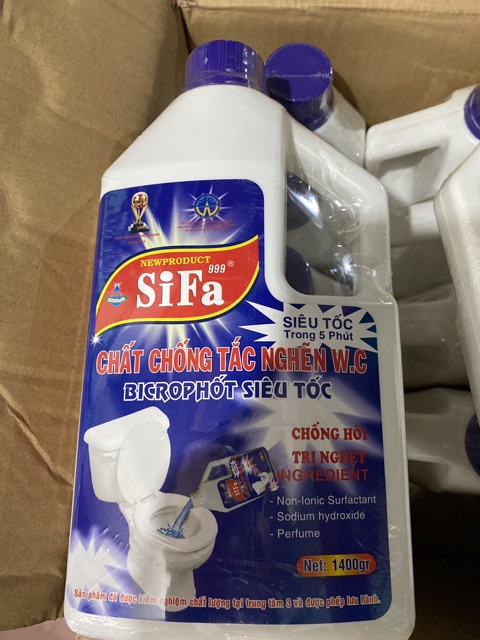 NEWPRODUCT
SiFa 999 ®
SIÊU TỐC
Trong 5 Phút
CHẤT CHỐNG TẮC NGHẼN W.C
BICROPHÓT SIÊU TỐC
CHỐNG HÔI
TRỊ NGHẸT
INGREDIENT
- Non-Ionic Surfactant
- Sodium hydroxide
- Perfume
SiFa
Net: 1400gr
Sản phẩm đã được kiểm nghiệm chất lượng tại trung tâm 3 và được phép lưu hành.